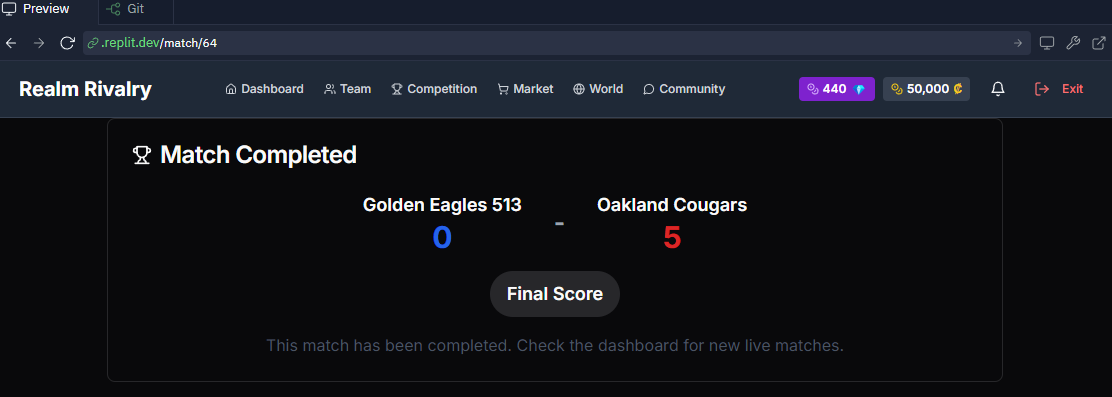 Preview Git
.replit.dev/match/64
Realm Rivalry Dashboard Team Competition Market World Community 440 50,000 ₡ Exit
Match Completed
Golden Eagles 513 - Oakland Cougars
0 5
Final Score
This match has been completed. Check the dashboard for new live matches.